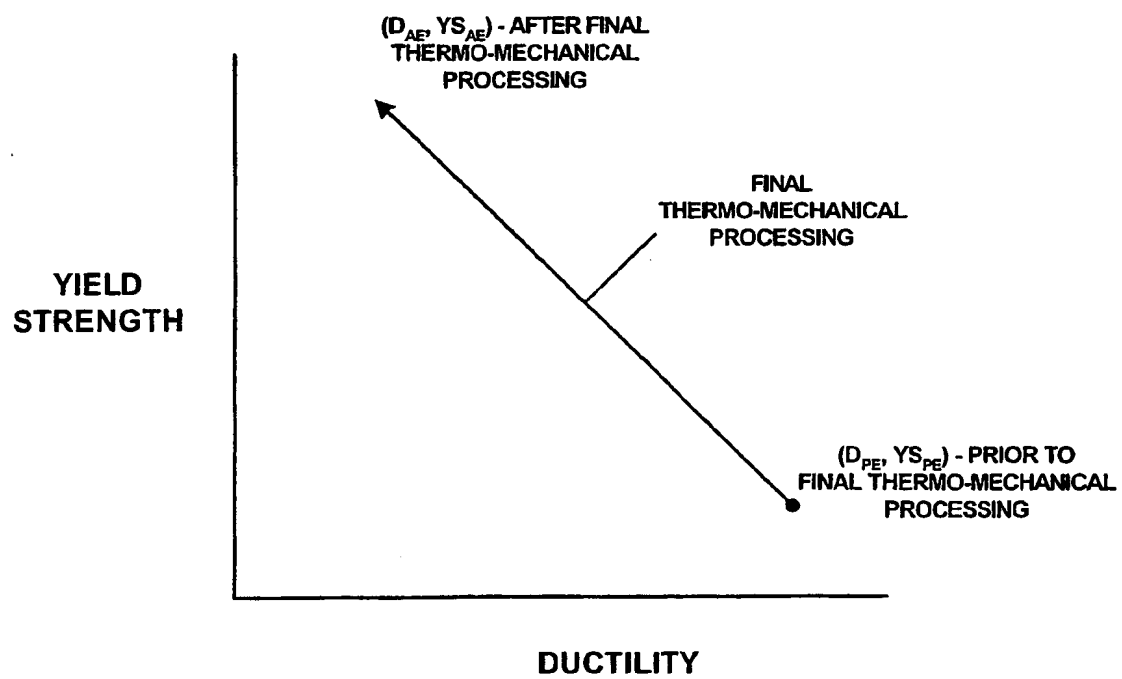 (D_AE, YS_AE) - AFTER FINAL
THERMO-MECHANICAL
PROCESSING
FINAL
THERMO-MECHANICAL
PROCESSING
YIELD
STRENGTH
(D_PE, YS_PE) - PRIOR TO
FINAL THERMO-MECHANICAL
PROCESSING
DUCTILITY